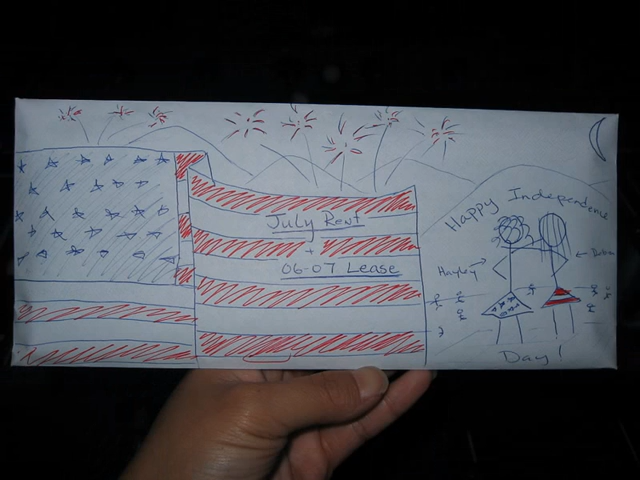 July Rent
+
06-07 Lease
Happy Independence
Hayley
Day!